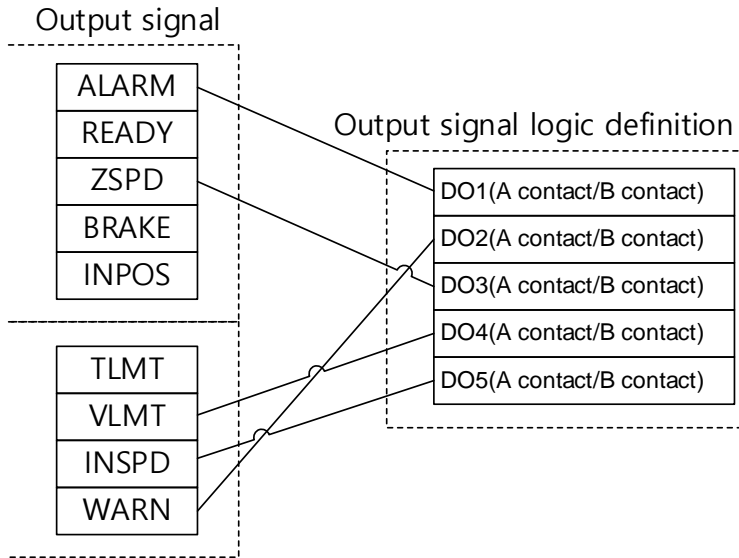 Output signal
ALARM
READY
ZSPD
BRAKE
INPOS
TLMT
VLMT
INSPD
WARN
Output signal logic definition
DO1(A contact/B contact)
DO2(A contact/B contact)
DO3(A contact/B contact)
DO4(A contact/B contact)
DO5(A contact/B contact)